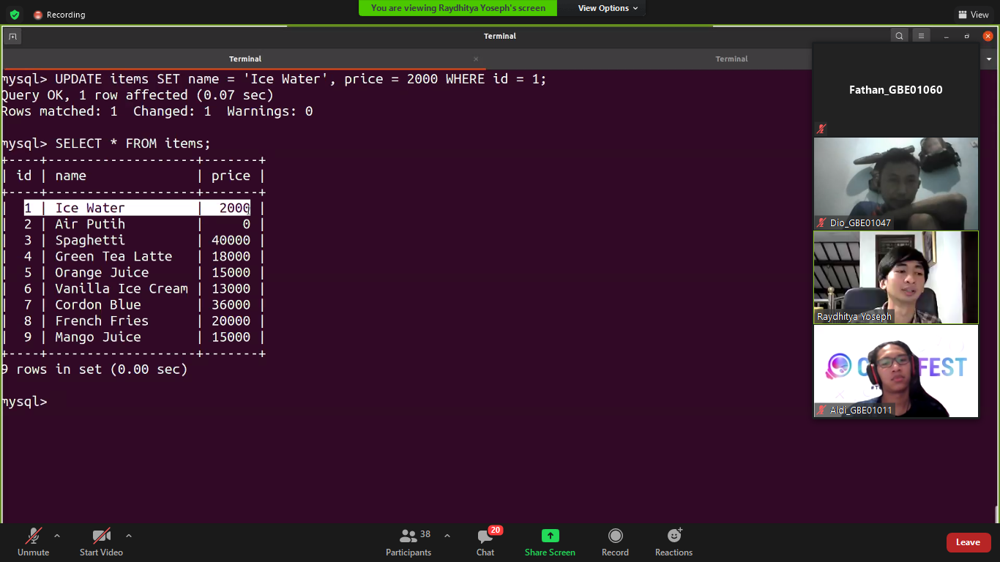 Recording
You are viewing Raydhitya Yoseph's screen
View Options
View
Terminal
Terminal
Terminal
mysql> UPDATE items SET name = 'Ice Water', price = 2000 WHERE id = 1;
Query OK, 1 row affected (0.07 sec)
Rows matched: 1  Changed: 1  Warnings: 0
mysql> SELECT * FROM items;
+----+-------------------+-------+
| id | name              | price |
+----+-------------------+-------+
|  1 | Ice Water         |  2000 |
|  2 | Air Putih         |     0 |
|  3 | Spaghetti         | 40000 |
|  4 | Green Tea Latte   | 18000 |
|  5 | Orange Juice      | 15000 |
|  6 | Vanilla Ice Cream | 13000 |
|  7 | Cordon Blue       | 36000 |
|  8 | French Fries      | 20000 |
|  9 | Mango Juice       | 15000 |
+----+-------------------+-------+
9 rows in set (0.00 sec)
mysql>
Fathan_GBE01060
Dio_GBE01047
Raydhitya Yoseph
FEST
Aldi_GBE01011
Unmute
Start Video
38
Participants
20
Chat
Share Screen
Record
Reactions
Leave